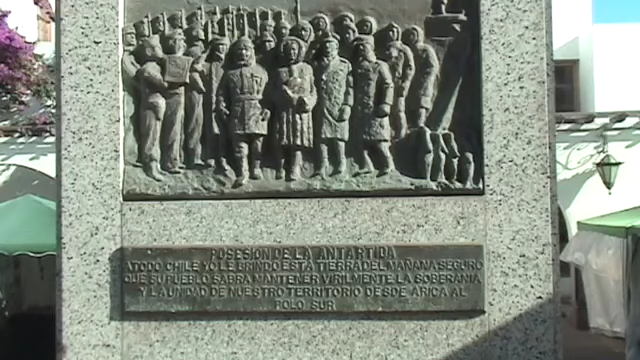 POSESION DE LA ANTARTIDA
A TODO CHILE YO LE BRINDO ESTA TIERRA DEL MAÑANA SEGURO
QUE SU PUEBLO SABRA MANTENER VIRILMENTE LA SOBERANIA
Y LA UNIDAD DE NUESTRO TERRITORIO DESDE ARICA AL
POLO SUR